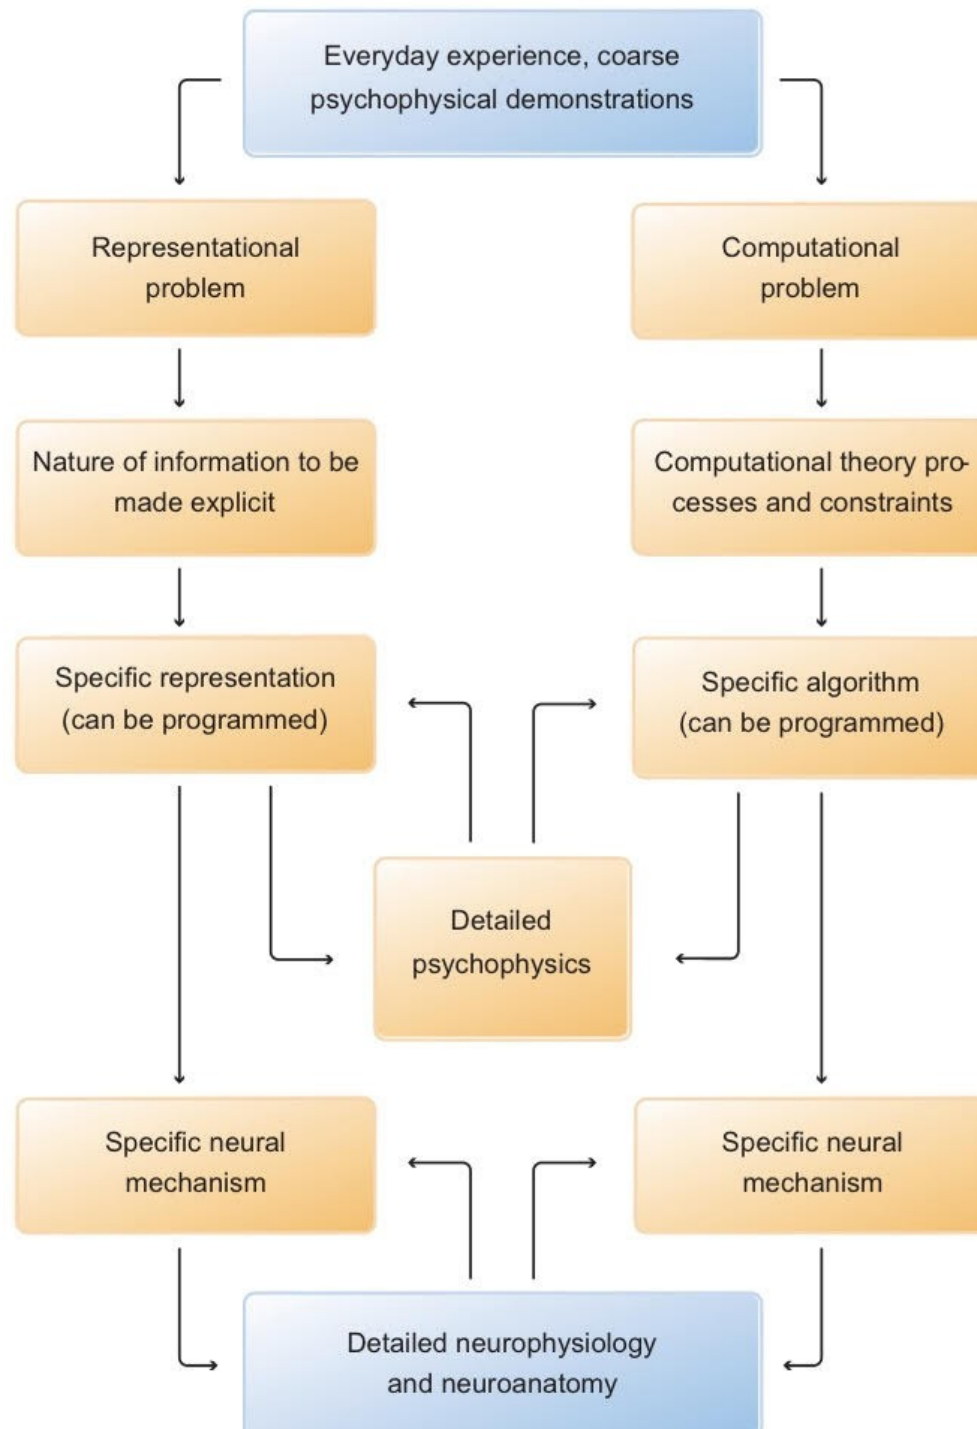 Everyday experience, coarse
psychophysical demonstrations
Representational
problem
Computational
problem
Nature of information to be
made explicit
Computational theory pro-
cesses and constraints
Specific representation
(can be programmed)
Specific algorithm
(can be programmed)
Detailed
psychophysics
Specific neural
mechanism
Specific neural
mechanism
Detailed neurophysiology
and neuroanatomy